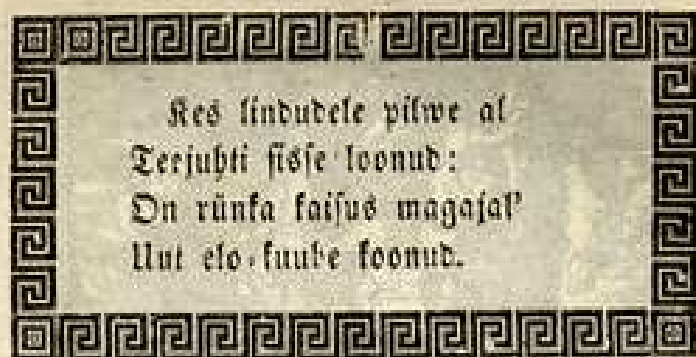 Kes lindudele pilwe al
Teejuhti sisse loonud:
On rünka kaisus magajal'
Uut elo-kuube koonud.